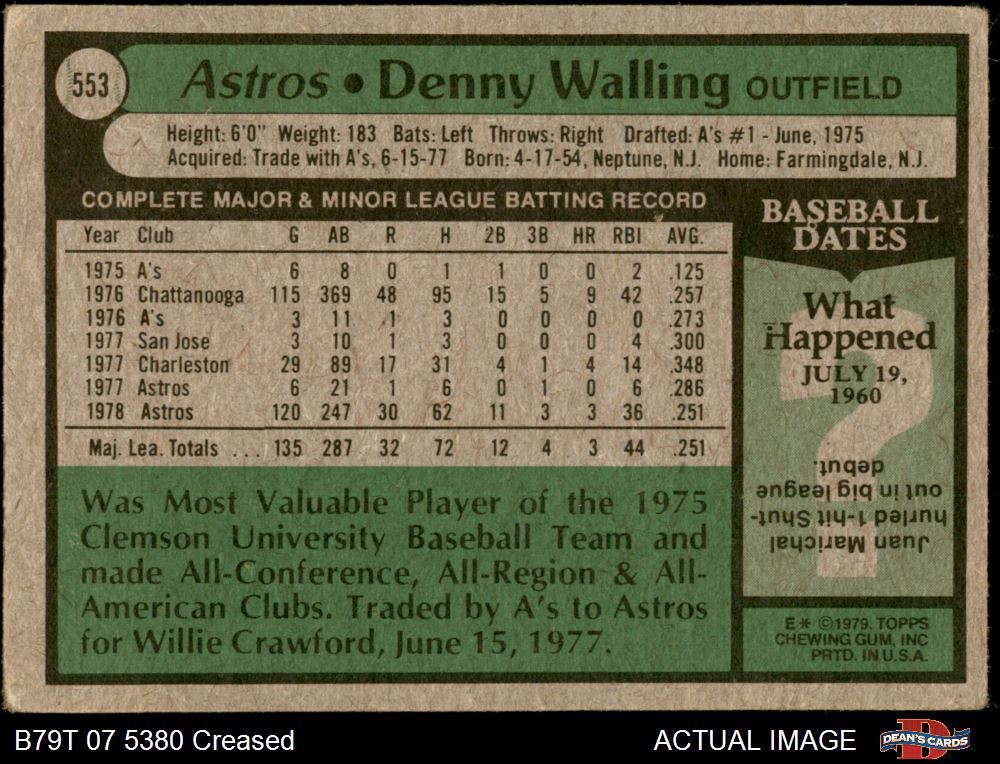 553
Astros • Denny Walling OUTFIELD
Height: 6'0" Weight: 183 Bats: Left Throws: Right Drafted: A's #1 - June, 1975
Acquired: Trade with A's, 6-15-77 Born: 4-17-54, Neptune, N.J. Home: Farmingdale, N.J.
COMPLETE MAJOR & MINOR LEAGUE BATTING RECORD
Year Club G AB R H 2B 3B HR RBI AVG.
1975 A's 6 8 0 1 1 0 0 2 .125
1976 Chattanooga 115 369 48 95 15 5 9 42 .257
1976 A's 3 11 1 3 0 0 0 0 .273
1977 San Jose 3 10 1 3 0 0 0 4 .300
1977 Charleston 29 89 17 31 4 1 4 14 .348
1977 Astros 6 21 1 6 0 1 0 6 .286
1978 Astros 120 247 30 62 11 3 3 36 .251
Maj. Lea. Totals ... 135 287 32 72 12 4 3 44 .251
Was Most Valuable Player of the 1975
Clemson University Baseball Team and
made All-Conference, All-Region & All-
American Clubs. Traded by A's to Astros
for Willie Crawford, June 15, 1977.
BASEBALL
DATES
What
Happened
JULY 19,
1960
?
Juan Marichal
hurled 1-hit Shut-
out in big league
debut.
E* ©1979, TOPPS
CHEWING GUM, INC
PRTD. IN U.S.A.
B79T 07 5380 Creased
ACTUAL IMAGE
D
DEAN'S CARDS